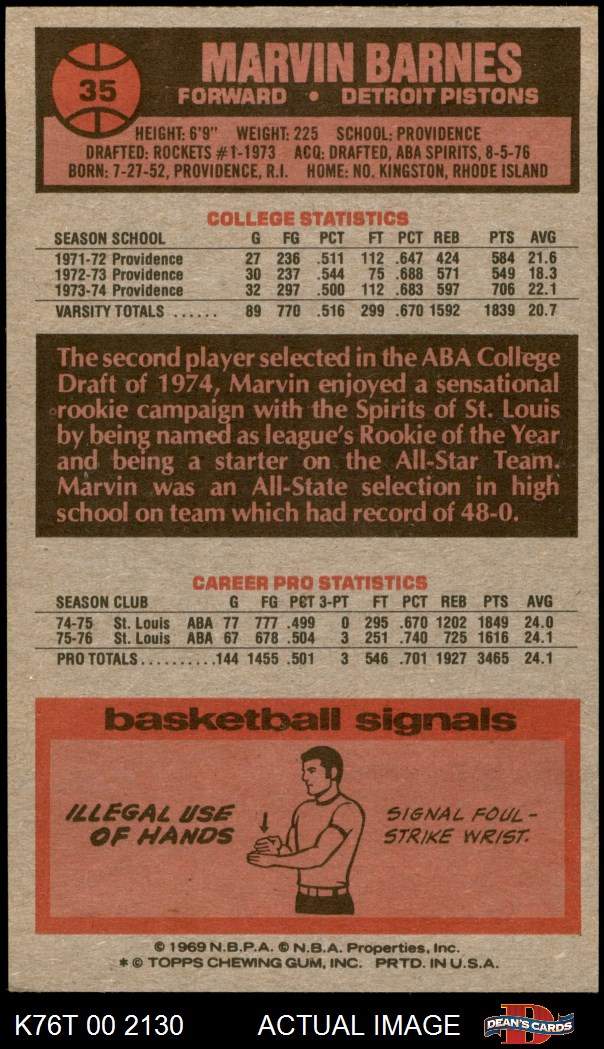 35
MARVIN BARNES
FORWARD • DETROIT PISTONS
HEIGHT: 6'9" WEIGHT: 225 SCHOOL: PROVIDENCE
DRAFTED: ROCKETS #1-1973 ACQ: DRAFTED, ABA SPIRITS, 8-5-76
BORN: 7-27-52, PROVIDENCE, R.I. HOME: NO. KINGSTON, RHODE ISLAND
COLLEGE STATISTICS
SEASON SCHOOL G FG PCT FT PCT REB PTS AVG
1971-72 Providence 27 236 .511 112 .647 424 584 21.6
1972-73 Providence 30 237 .544 75 .688 571 549 18.3
1973-74 Providence 32 297 .500 112 .683 597 706 22.1
VARSITY TOTALS ...... 89 770 .516 299 .670 1592 1839 20.7
The second player selected in the ABA College
Draft of 1974, Marvin enjoyed a sensational
rookie campaign with the Spirits of St. Louis
by being named as league's Rookie of the Year
and being a starter on the All-Star Team.
Marvin was an All-State selection in high
school on team which had record of 48-0.
CAREER PRO STATISTICS
SEASON CLUB G FG PCT 3-PT FT PCT REB PTS AVG
74-75 St. Louis ABA 77 777 .499 0 295 .670 1202 1849 24.0
75-76 St. Louis ABA 67 678 .504 3 251 .740 725 1616 24.1
PRO TOTALS..........144 1455 .501 3 546 .701 1927 3465 24.1
basketball signals
ILLEGAL USE
OF HANDS
SIGNAL FOUL-
STRIKE WRIST.
© 1969 N.B.P.A. © N.B.A. Properties, Inc.
* © TOPPS CHEWING GUM, INC. PRTD. IN U.S.A.
K76T 00 2130 ACTUAL IMAGE
D
DEAN'S CARDS